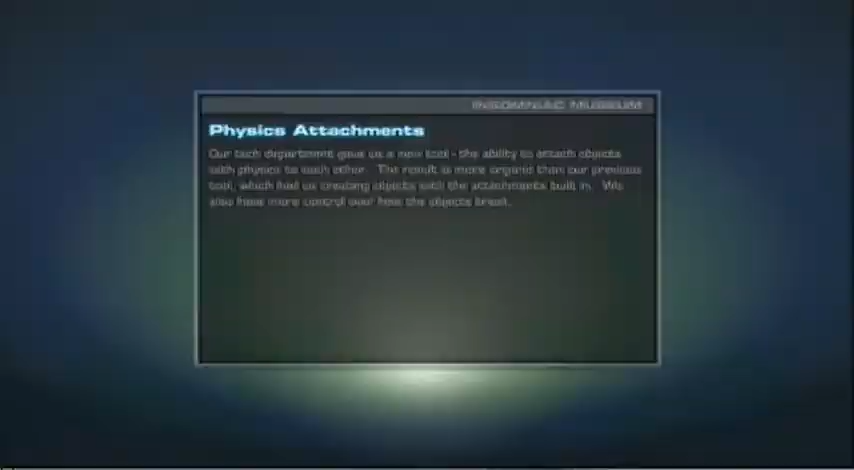 INSOMNIAC MUSEUM
Physics Attachments
Our tech department gave us a new tool - the ability to attach objects
with physics to each other. The result is more organic than our previous
tool, which had us creating objects with the attachments built in. We
also have more control over how the objects break.